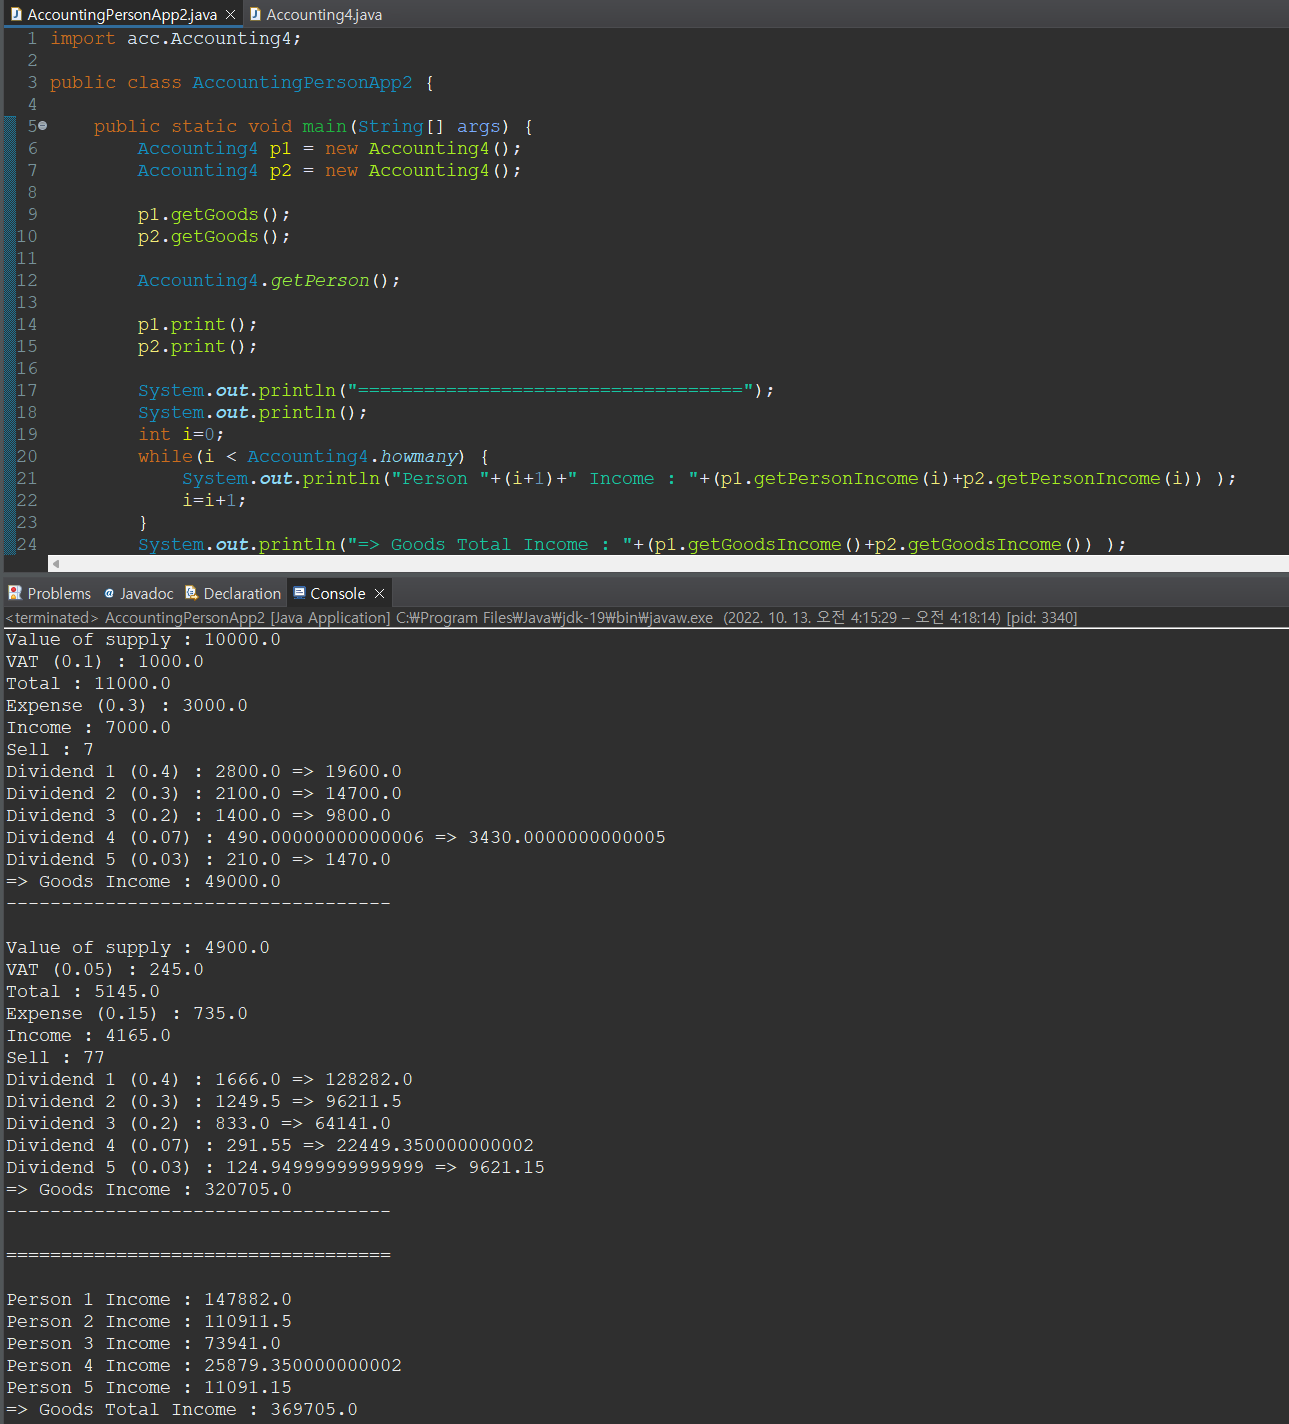 AccountingPersonApp2.java Accounting4.java
1 import acc.Accounting4;
2
3 public class AccountingPersonApp2 {
4
5 public static void main(String[] args) {
6 Accounting4 p1 = new Accounting4();
7 Accounting4 p2 = new Accounting4();
8
9 p1.getGoods();
10 p2.getGoods();
11
12 Accounting4.getPerson();
13
14 p1.print();
15 p2.print();
16
17 System.out.println("===================================");
18 System.out.println();
19 int i=0;
20 while(i < Accounting4.howmany) {
21 System.out.println("Person "+(i+1)+" Income : "+(p1.getPersonIncome(i)+p2.getPersonIncome(i)) );
22 i=i+1;
23 }
24 System.out.println("=> Goods Total Income : "+(p1.getGoodsIncome()+p2.getGoodsIncome()) );
Problems Javadoc Declaration Console
<terminated> AccountingPersonApp2 [Java Application] C:₩Program Files₩Java₩jdk-19₩bin₩javaw.exe (2022. 10. 13. 오전 4:15:29 – 오전 4:18:14) [pid: 3340]
Value of supply : 10000.0
VAT (0.1) : 1000.0
Total : 11000.0
Expense (0.3) : 3000.0
Income : 7000.0
Sell : 7
Dividend 1 (0.4) : 2800.0 => 19600.0
Dividend 2 (0.3) : 2100.0 => 14700.0
Dividend 3 (0.2) : 1400.0 => 9800.0
Dividend 4 (0.07) : 490.00000000000006 => 3430.0000000000005
Dividend 5 (0.03) : 210.0 => 1470.0
=> Goods Income : 49000.0
-----------------------------------
Value of supply : 4900.0
VAT (0.05) : 245.0
Total : 5145.0
Expense (0.15) : 735.0
Income : 4165.0
Sell : 77
Dividend 1 (0.4) : 1666.0 => 128282.0
Dividend 2 (0.3) : 1249.5 => 96211.5
Dividend 3 (0.2) : 833.0 => 64141.0
Dividend 4 (0.07) : 291.55 => 22449.350000000002
Dividend 5 (0.03) : 124.94999999999999 => 9621.15
=> Goods Income : 320705.0
-----------------------------------
===================================
Person 1 Income : 147882.0
Person 2 Income : 110911.5
Person 3 Income : 73941.0
Person 4 Income : 25879.350000000002
Person 5 Income : 11091.15
=> Goods Total Income : 369705.0